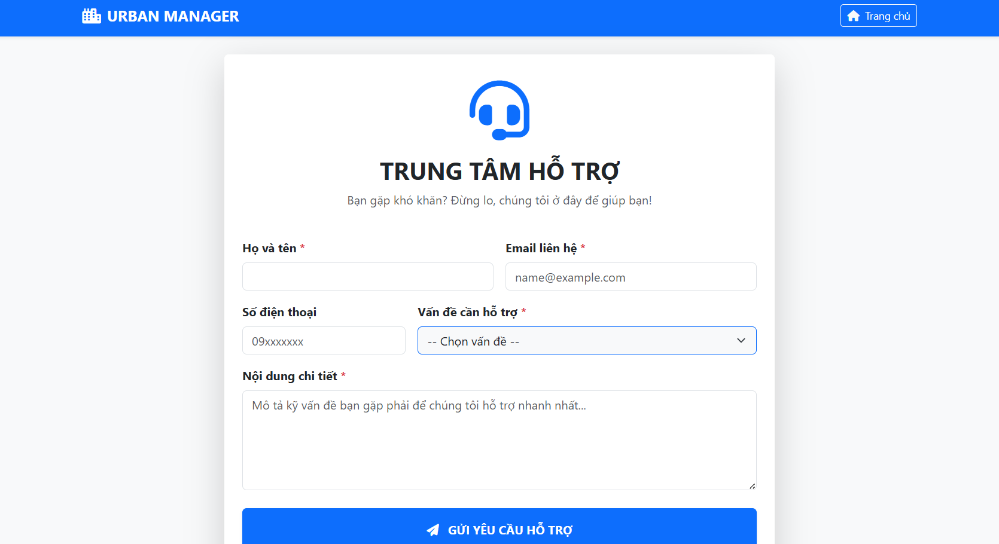 URBAN MANAGER
Trang chủ
TRUNG TÂM HỖ TRỢ
Bạn gặp khó khăn? Đừng lo, chúng tôi ở đây để giúp bạn!
Họ và tên *
Email liên hệ *
name@example.com
Số điện thoại
Vấn đề cần hỗ trợ *
09xxxxxxx
-- Chọn vấn đề --
Nội dung chi tiết *
Mô tả kỹ vấn đề bạn gặp phải để chúng tôi hỗ trợ nhanh nhất...
GỬI YÊU CẦU HỖ TRỢ